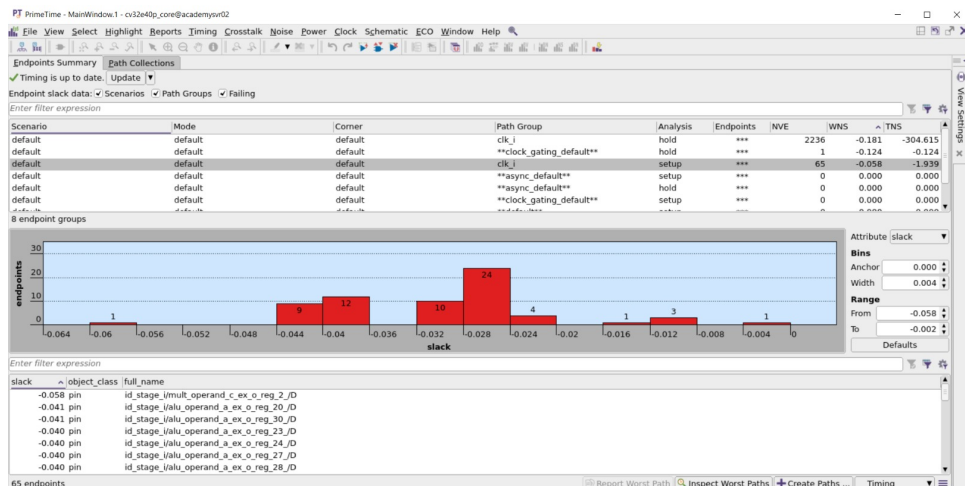 PrimeTime - MainWindow.1 - cv32e40p_core@academysvr02
File View Select Highlight Reports Timing Crosstalk Noise Power Clock Schematic ECO Window Help
Endpoints Summary Path Collections
Timing is up to date. Update
Endpoint slack data: Scenarios Path Groups Failing
Enter filter expression
Scenario Mode Corner Path Group Analysis Endpoints NVE WNS TNS
default default default clk_i hold *** 2236 -0.181 -304.615
default default default **clock_gating_default** hold *** 1 -0.124 -0.124
default default default clk_i setup *** 65 -0.058 -1.939
default default default **async_default** setup *** 0 0.000 0.000
default default default **async_default** hold *** 0 0.000 0.000
default default default **clock_gating_default** setup *** 0 0.000 0.000
8 endpoint groups
View Settings
Attribute slack
Bins
Anchor 0.000
Width 0.004
Range
From -0.058
To -0.002
Defaults
endpoints
30
20
10
0
1 9 12 10 24 4 1 3 1
-0.064 -0.06 -0.056 -0.052 -0.048 -0.044 -0.04 -0.036 -0.032 -0.028 -0.024 -0.02 -0.016 -0.012 -0.008 -0.004 0
slack
Enter filter expression
slack object_class full_name
-0.058 pin id_stage_i/mult_operand_c_ex_o_reg_2_/D
-0.041 pin id_stage_i/alu_operand_a_ex_o_reg_20_/D
-0.041 pin id_stage_i/alu_operand_a_ex_o_reg_30_/D
-0.040 pin id_stage_i/alu_operand_a_ex_o_reg_23_/D
-0.040 pin id_stage_i/alu_operand_a_ex_o_reg_24_/D
-0.040 pin id_stage_i/alu_operand_a_ex_o_reg_27_/D
-0.040 pin id_stage_i/alu_operand_a_ex_o_reg_28_/D
65 endpoints Report Worst Path Inspect Worst Paths Create Paths ... Timing